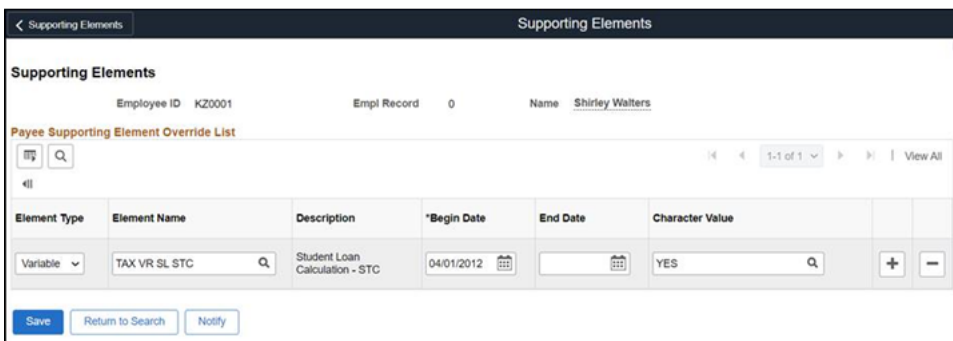 Supporting Elements
Supporting Elements
Supporting Elements
Employee ID KZ0001 Empl Record 0 Name Shirley Walters
Payee Supporting Element Override List
1-1 of 1 | View All
Element Type Element Name Description *Begin Date End Date Character Value
Variable TAX VR SL STC Student Loan 04/01/2012 YES
Calculation - STC
Save Return to Search Notify